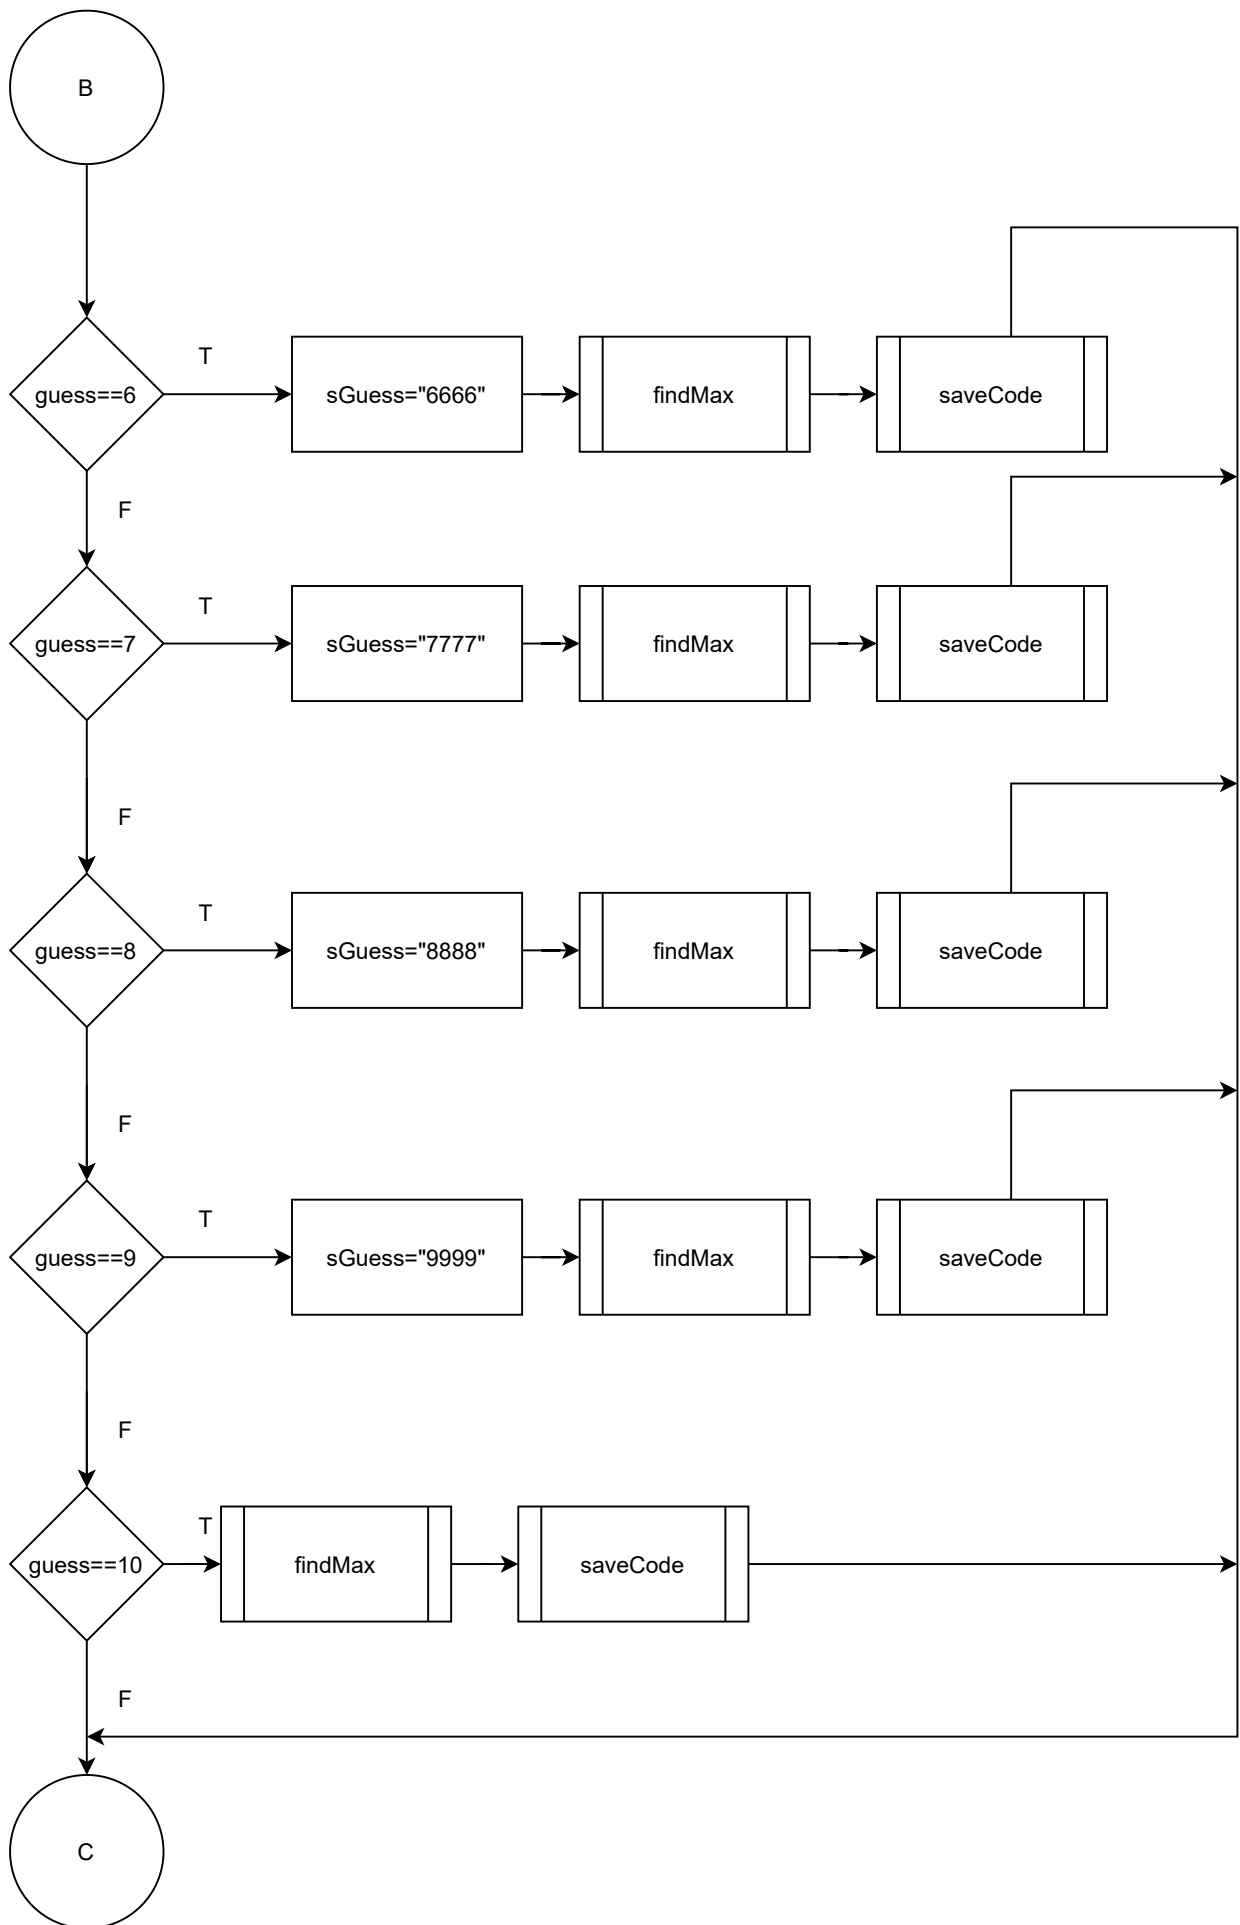 B
T
guess==6
sGuess="6666"
findMax
saveCode
F
T
guess==7
sGuess="7777"
findMax
saveCode
F
T
guess==8
sGuess="8888"
findMax
saveCode
F
T
guess==9
sGuess="9999"
findMax
saveCode
F
T
guess==10
findMax
saveCode
F
C